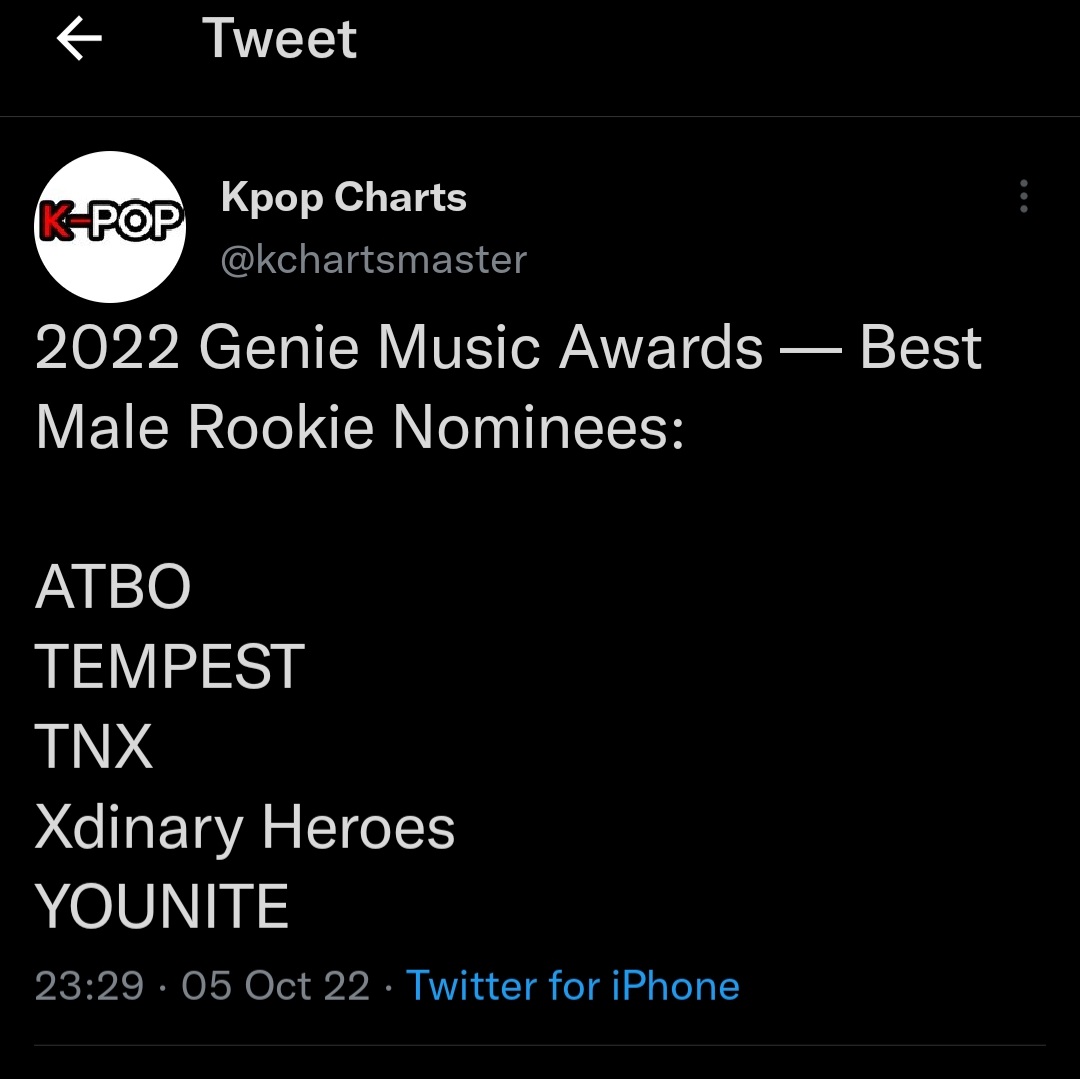 Tweet
K-POP
Kpop Charts
@kchartsmaster
2022 Genie Music Awards — Best
Male Rookie Nominees:
ATBO
TEMPEST
TNX
Xdinary Heroes
YOUNITE
23:29 · 05 Oct 22 · Twitter for iPhone